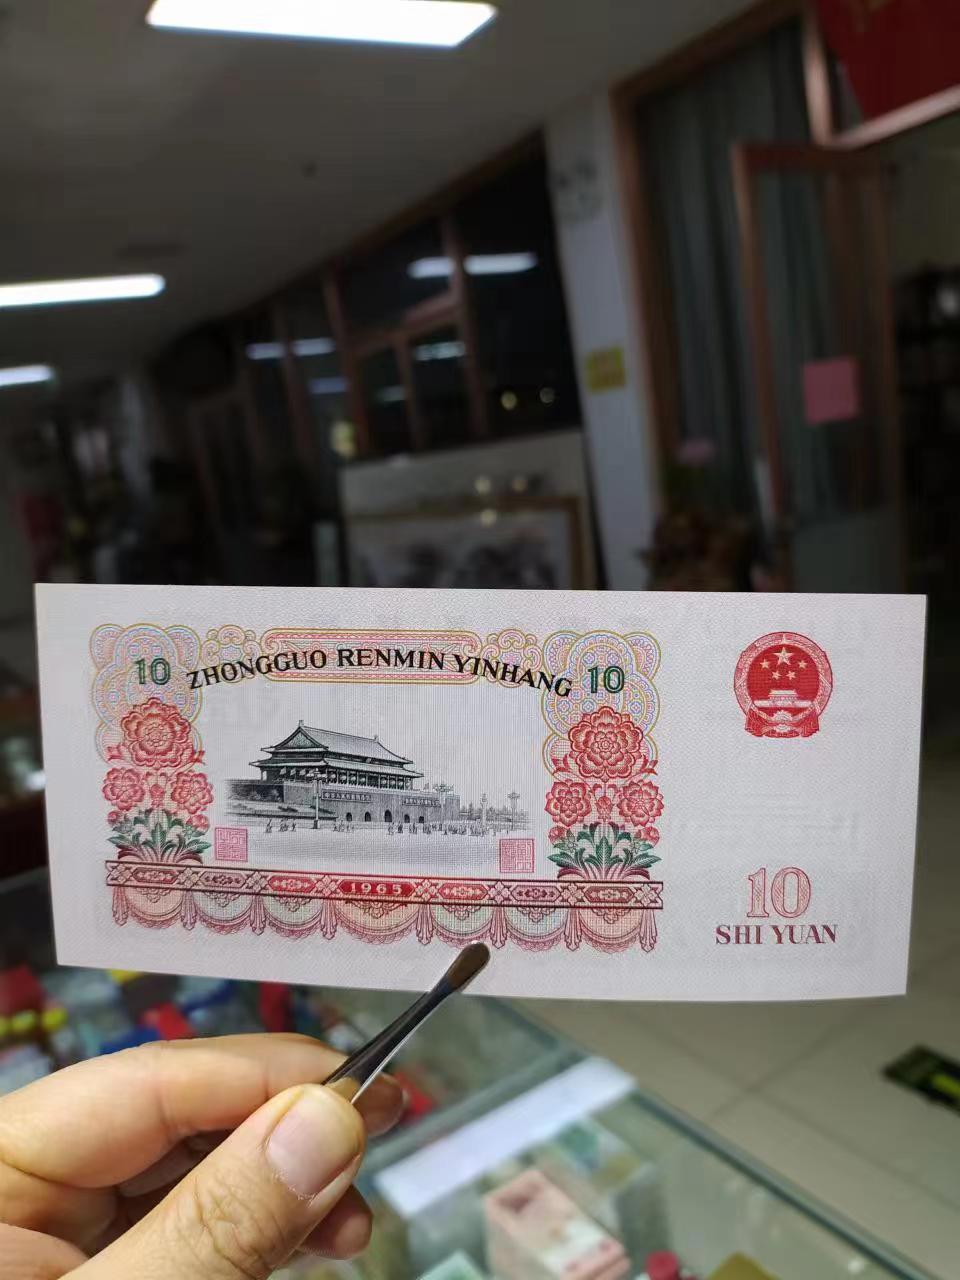 10 ZHONGGUO RENMIN YINHANG 10
1965
10
SHI YUAN